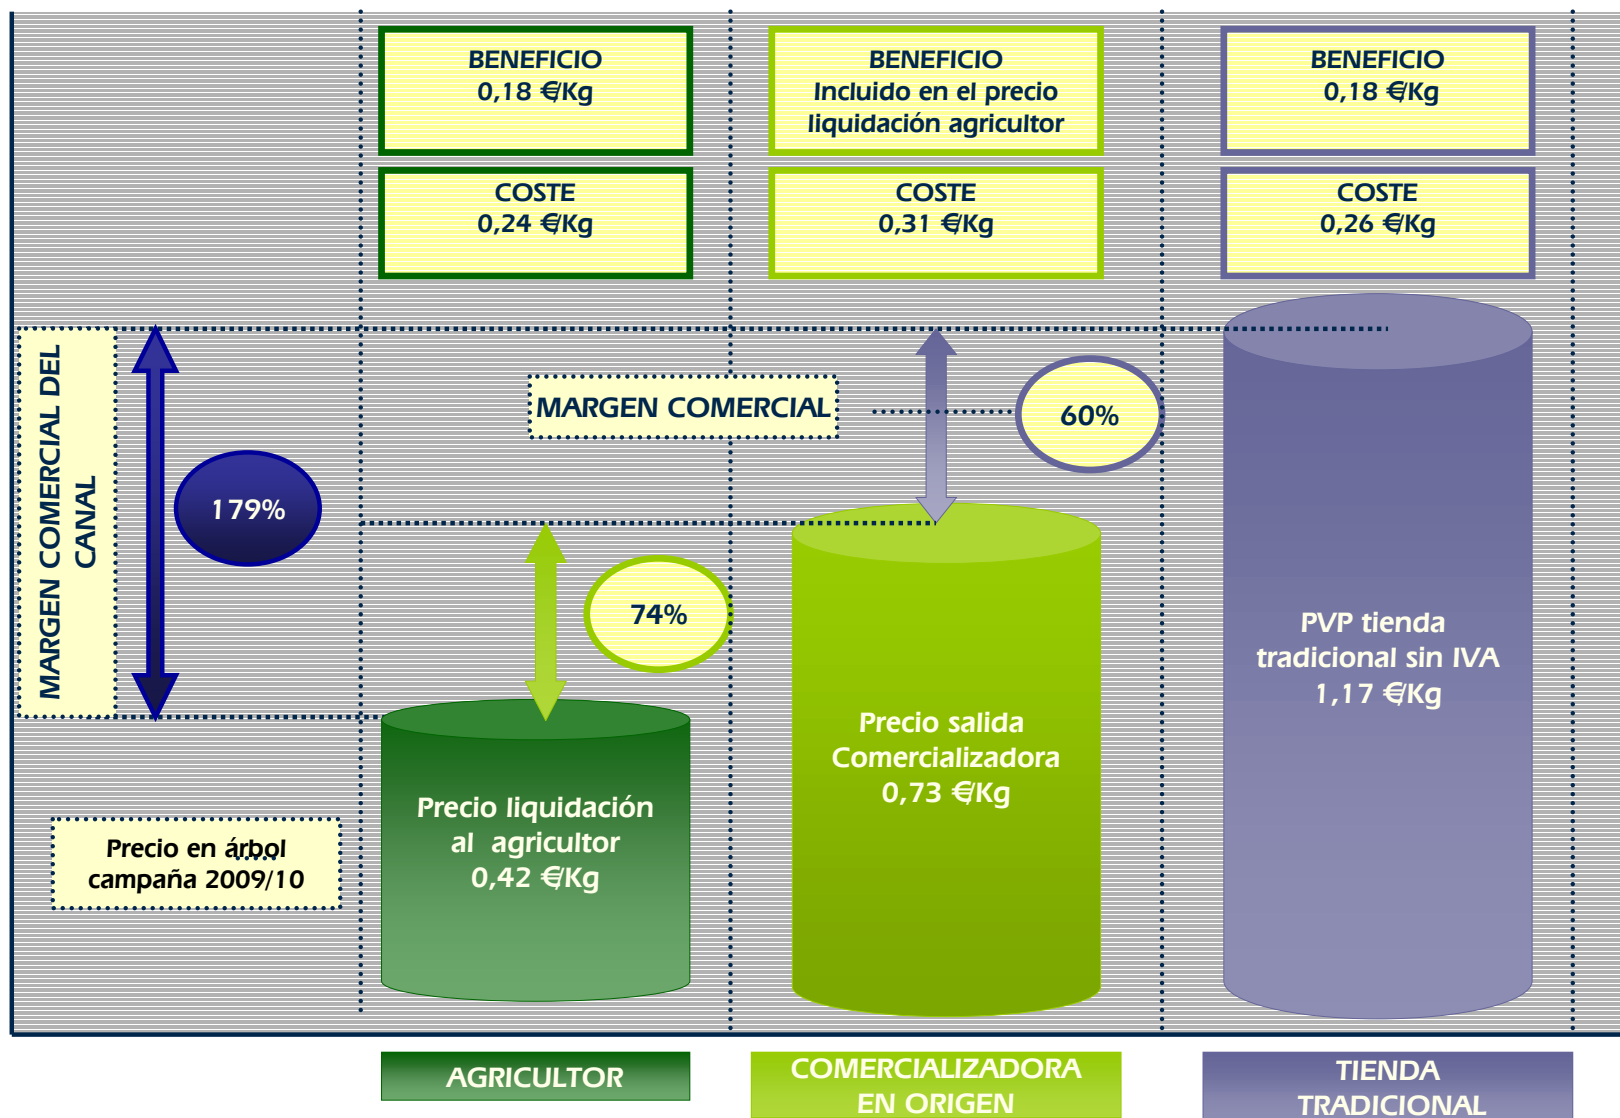 BENEFICIO
0,18 €/Kg
BENEFICIO
Incluido en el precio
liquidación agricultor
BENEFICIO
0,18 €/Kg
COSTE
0,24 €/Kg
COSTE
0,31 €/Kg
COSTE
0,26 €/Kg
MARGEN COMERCIAL DEL
CANAL
179%
MARGEN COMERCIAL
60%
74%
Precio en árbol
campaña 2009/10
Precio liquidación
al agricultor
0,42 €/Kg
Precio salida
Comercializadora
0,73 €/Kg
PVP tienda
tradicional sin IVA
1,17 €/Kg
AGRICULTOR
COMERCIALIZADORA
EN ORIGEN
TIENDA
TRADICIONAL